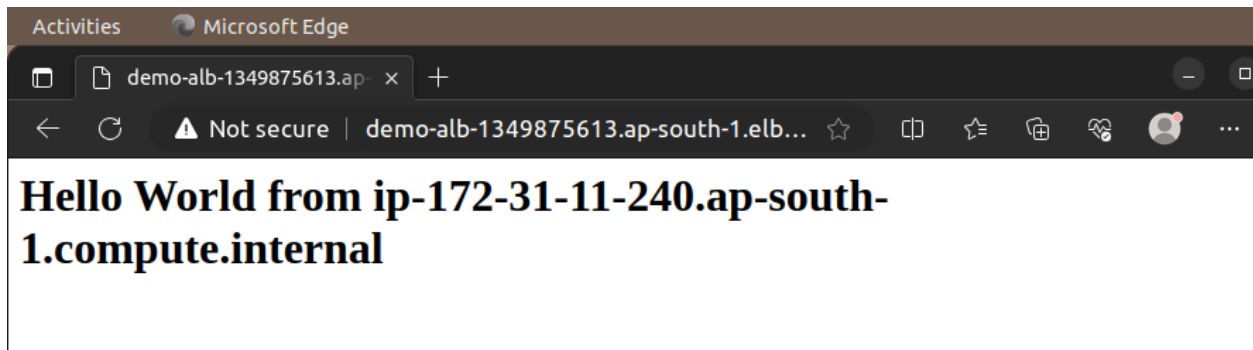 Activities Microsoft Edge
demo-alb-1349875613.ap-
Not secure demo-alb-1349875613.ap-south-1.elb...
Hello World from ip-172-31-11-240.ap-south-
1.compute.internal